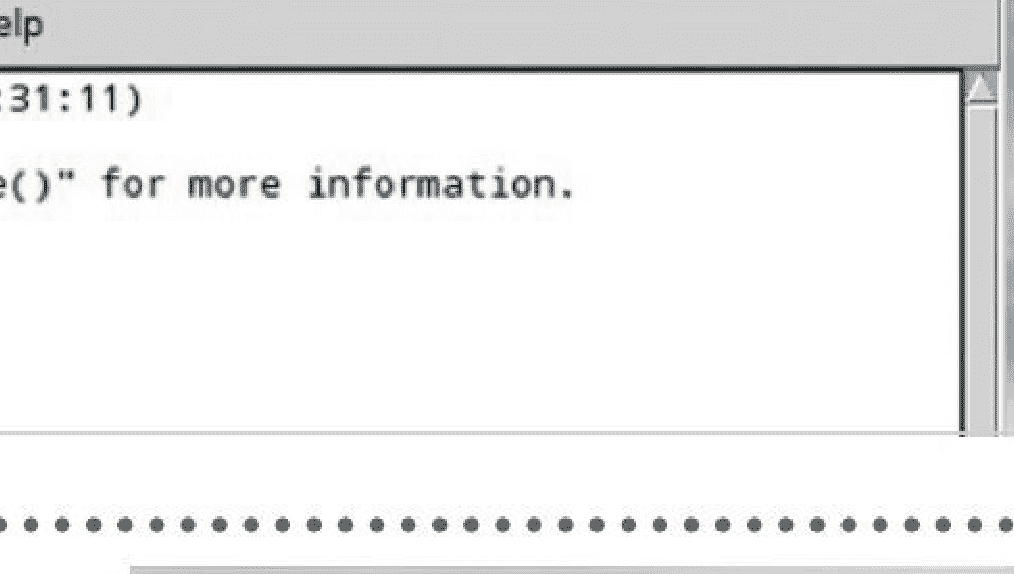 elp
:31:11)
e()" for more information.